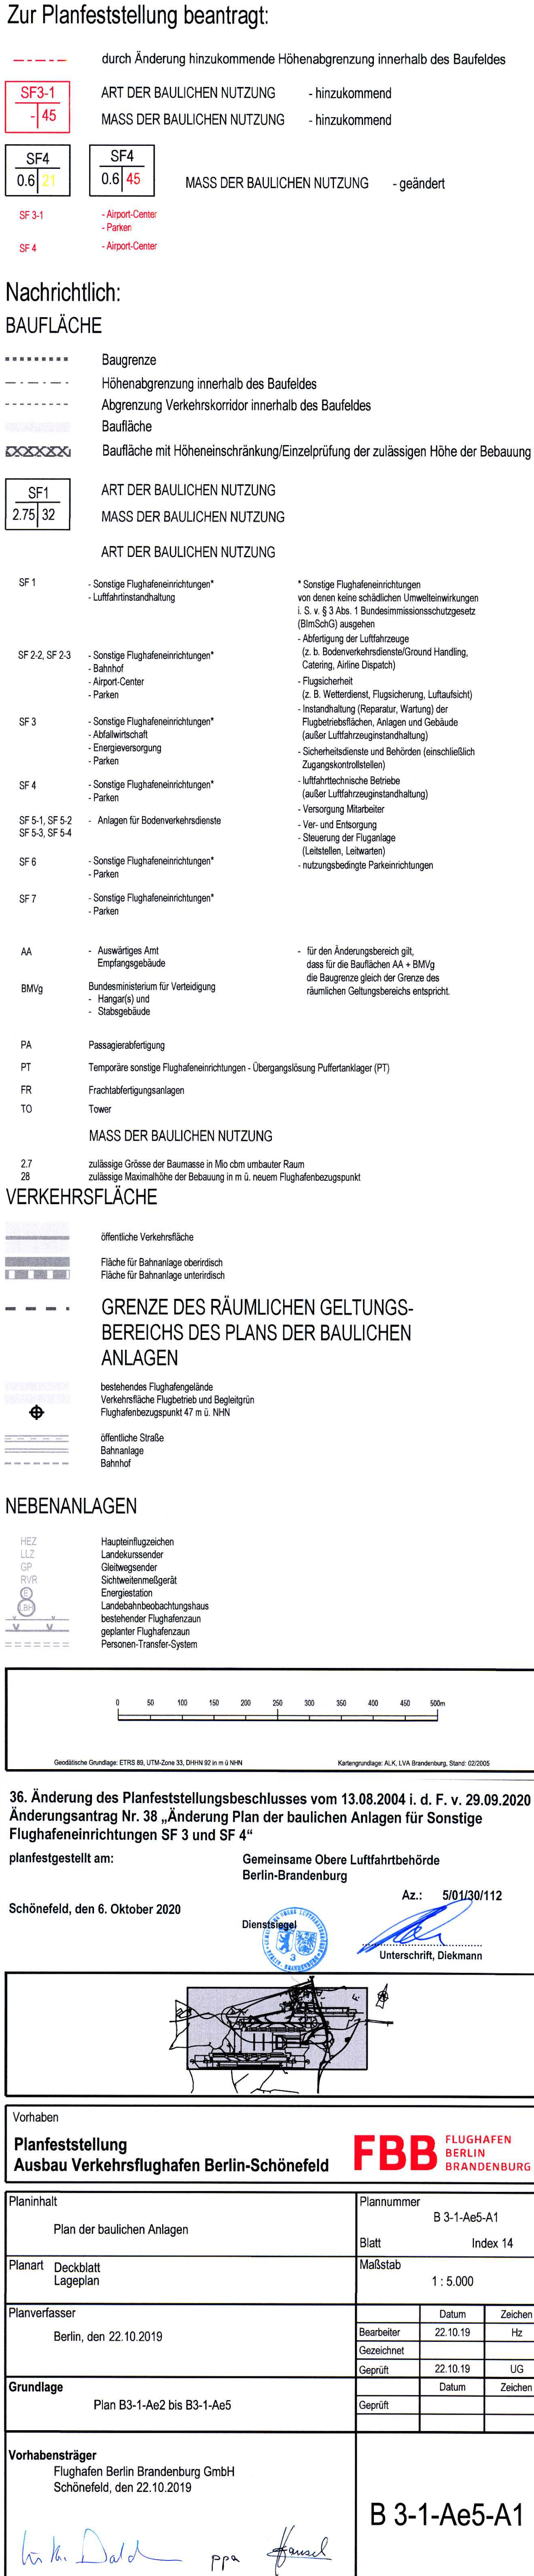 Zur Planfeststellung beantragt:
durch Änderung hinzukommende Höhenabgrenzung innerhalb des Baufeldes
SF3-1
- 45
ART DER BAULICHEN NUTZUNG - hinzukommend
MASS DER BAULICHEN NUTZUNG - hinzukommend
SF4
0.6 21
SF4
0.6 45
MASS DER BAULICHEN NUTZUNG - geändert
SF 3-1 - Airport-Center
- Parken
SF 4 - Airport-Center
Nachrichtlich:
BAUFLÄCHE
Baugrenze
Höhenabgrenzung innerhalb des Baufeldes
Abgrenzung Verkehrskorridor innerhalb des Baufeldes
Baufläche
Baufläche mit Höheneinschränkung/Einzelprüfung der zulässigen Höhe der Bebauung
SF1
2.75 32
ART DER BAULICHEN NUTZUNG
MASS DER BAULICHEN NUTZUNG
ART DER BAULICHEN NUTZUNG
SF 1 - Sonstige Flughafeneinrichtungen*
- Luftfahrtinstandhaltung
SF 2-2, SF 2-3 - Sonstige Flughafeneinrichtungen*
- Bahnhof
- Airport-Center
- Parken
SF 3 - Sonstige Flughafeneinrichtungen*
- Abfallwirtschaft
- Energieversorgung
- Parken
SF 4 - Sonstige Flughafeneinrichtungen*
- Parken
SF 5-1, SF 5-2 - Anlagen für Bodenverkehrsdienste
SF 5-3, SF 5-4
SF 6 - Sonstige Flughafeneinrichtungen*
- Parken
SF 7 - Sonstige Flughafeneinrichtungen*
- Parken
* Sonstige Flughafeneinrichtungen
von denen keine schädlichen Umwelteinwirkungen
i. S. v. § 3 Abs. 1 Bundesimmissionsschutzgesetz
(BImSchG) ausgehen
- Abfertigung der Luftfahrzeuge
(z. b. Bodenverkehrsdienste/Ground Handling,
Catering, Airline Dispatch)
- Flugsicherheit
(z. B. Wetterdienst, Flugsicherung, Luftaufsicht)
- Instandhaltung (Reparatur, Wartung) der
Flugbetriebsflächen, Anlagen und Gebäude
(außer Luftfahrzeuginstandhaltung)
- Sicherheitsdienste und Behörden (einschließlich
Zugangskontrollstellen)
- luftfahrttechnische Betriebe
(außer Luftfahrzeuginstandhaltung)
- Versorgung Mitarbeiter
- Ver- und Entsorgung
- Steuerung der Fluganlage
(Leitstellen, Leitwarten)
- nutzungsbedingte Parkeinrichtungen
AA - Auswärtiges Amt
Empfangsgebäude
BMVg Bundesministerium für Verteidigung
- Hangar(s) und
- Stabsgebäude
- für den Änderungsbereich gilt,
dass für die Bauflächen AA + BMVg
die Baugrenze gleich der Grenze des
räumlichen Geltungsbereichs entspricht.
PA Passagierabfertigung
PT Temporäre sonstige Flughafeneinrichtungen - Übergangslösung Puffertanklager (PT)
FR Frachtabfertigungsanlagen
TO Tower
MASS DER BAULICHEN NUTZUNG
2.7 zulässige Grösse der Baumasse in Mio cbm umbauter Raum
28 zulässige Maximalhöhe der Bebauung in m ü. neuem Flughafenbezugspunkt
VERKEHRSFLÄCHE
öffentliche Verkehrsfläche
Fläche für Bahnanlage oberirdisch
Fläche für Bahnanlage unterirdisch
GRENZE DES RÄUMLICHEN GELTUNGS-
BEREICHS DES PLANS DER BAULICHEN
ANLAGEN
bestehendes Flughafengelände
Verkehrsfläche Flugbetrieb und Begleitgrün
Flughafenbezugspunkt 47 m ü. NHN
öffentliche Straße
Bahnanlage
Bahnhof
NEBENANLAGEN
HEZ Haupteinflugzeichen
LLZ Landekurssender
GP Gleitwegsender
RVR Sichtweitenmeßgerät
E Energiestation
LBH Landebahnbeobachtungshaus
bestehender Flughafenzaun
geplanter Flughafenzaun
Personen-Transfer-System
0 50 100 150 200 250 300 350 400 450 500m
Geodätische Grundlage: ETRS 89, UTM-Zone 33, DHHN 92 in m ü NHN Kartengrundlage: ALK, LVA Brandenburg, Stand: 02/2005
36. Änderung des Planfeststellungsbeschlusses vom 13.08.2004 i. d. F. v. 29.09.2020
Änderungsantrag Nr. 38 „Änderung Plan der baulichen Anlagen für Sonstige
Flughafeneinrichtungen SF 3 und SF 4“
planfestgestellt am: Gemeinsame Obere Luftfahrtbehörde
Berlin-Brandenburg
Az.: 5/01/30/112
Schönefeld, den 6. Oktober 2020
Dienstsiegel
3
Unterschrift, Diekmann
Vorhaben
Planfeststellung
Ausbau Verkehrsflughafen Berlin-Schönefeld
FBB FLUGHAFEN
BERLIN
BRANDENBURG
Planinhalt
Plan der baulichen Anlagen
Plannummer
B 3-1-Ae5-A1
Blatt Index 14
Planart Deckblatt
Lageplan
Maßstab
1 : 5.000
Planverfasser
Berlin, den 22.10.2019
Datum Zeichen
Bearbeiter 22.10.19 Hz
Gezeichnet
Geprüft 22.10.19 UG
Grundlage
Plan B3-1-Ae2 bis B3-1-Ae5
Datum Zeichen
Geprüft
Vorhabensträger
Flughafen Berlin Brandenburg GmbH
Schönefeld, den 22.10.2019
ppa
B 3-1-Ae5-A1